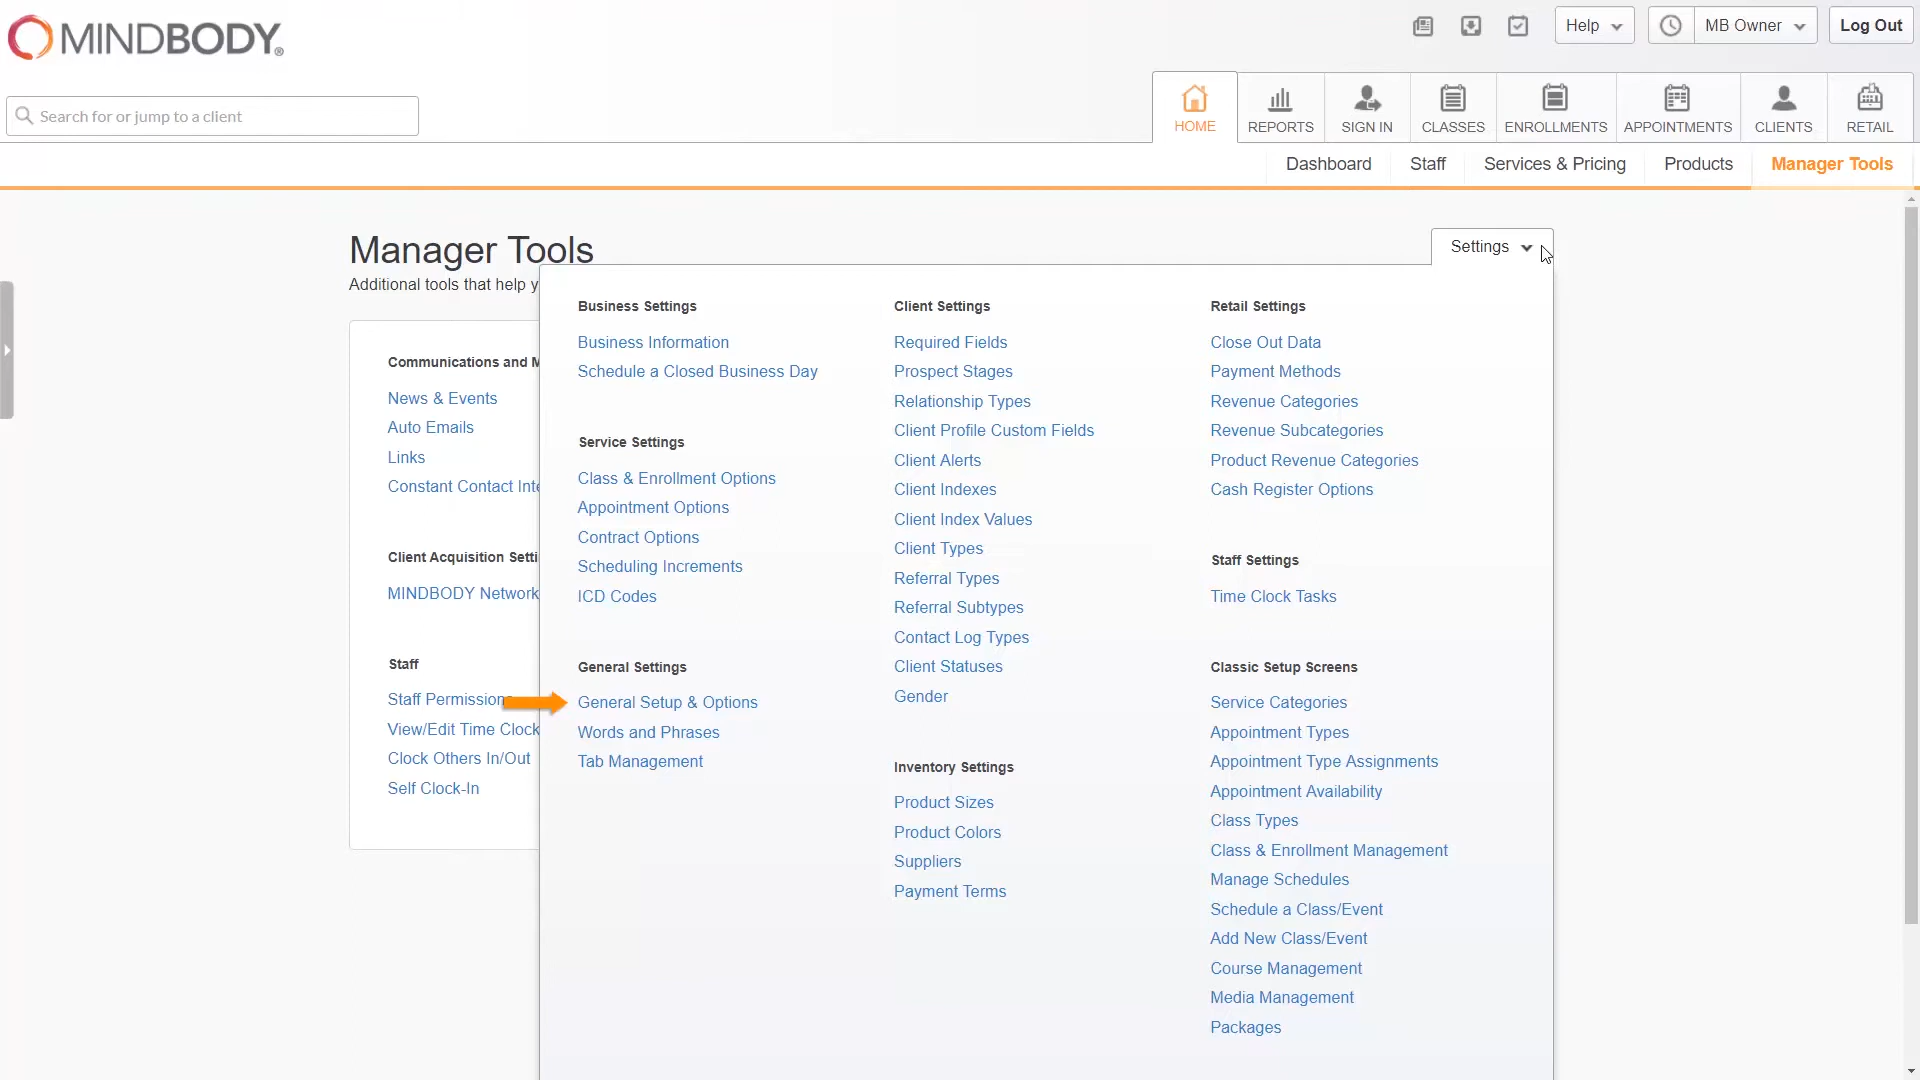 MINDBODY®
Help
MB Owner
Log Out
Search for or jump to a client
HOME
REPORTS
SIGN IN
CLASSES
ENROLLMENTS
APPOINTMENTS
CLIENTS
RETAIL
Dashboard
Staff
Services & Pricing
Products
Manager Tools
Manager Tools
Settings
Additional tools that help y
Communications and M
News & Events
Auto Emails
Links
Constant Contact Inte
Client Acquisition Setti
MINDBODY Network
Staff
Staff Permission
View/Edit Time Clock
Clock Others In/Out
Self Clock-In
Business Settings
Business Information
Schedule a Closed Business Day
Service Settings
Class & Enrollment Options
Appointment Options
Contract Options
Scheduling Increments
ICD Codes
General Settings
General Setup & Options
Words and Phrases
Tab Management
Client Settings
Required Fields
Prospect Stages
Relationship Types
Client Profile Custom Fields
Client Alerts
Client Indexes
Client Index Values
Client Types
Referral Types
Referral Subtypes
Contact Log Types
Client Statuses
Gender
Inventory Settings
Product Sizes
Product Colors
Suppliers
Payment Terms
Retail Settings
Close Out Data
Payment Methods
Revenue Categories
Revenue Subcategories
Product Revenue Categories
Cash Register Options
Staff Settings
Time Clock Tasks
Classic Setup Screens
Service Categories
Appointment Types
Appointment Type Assignments
Appointment Availability
Class Types
Class & Enrollment Management
Manage Schedules
Schedule a Class/Event
Add New Class/Event
Course Management
Media Management
Packages